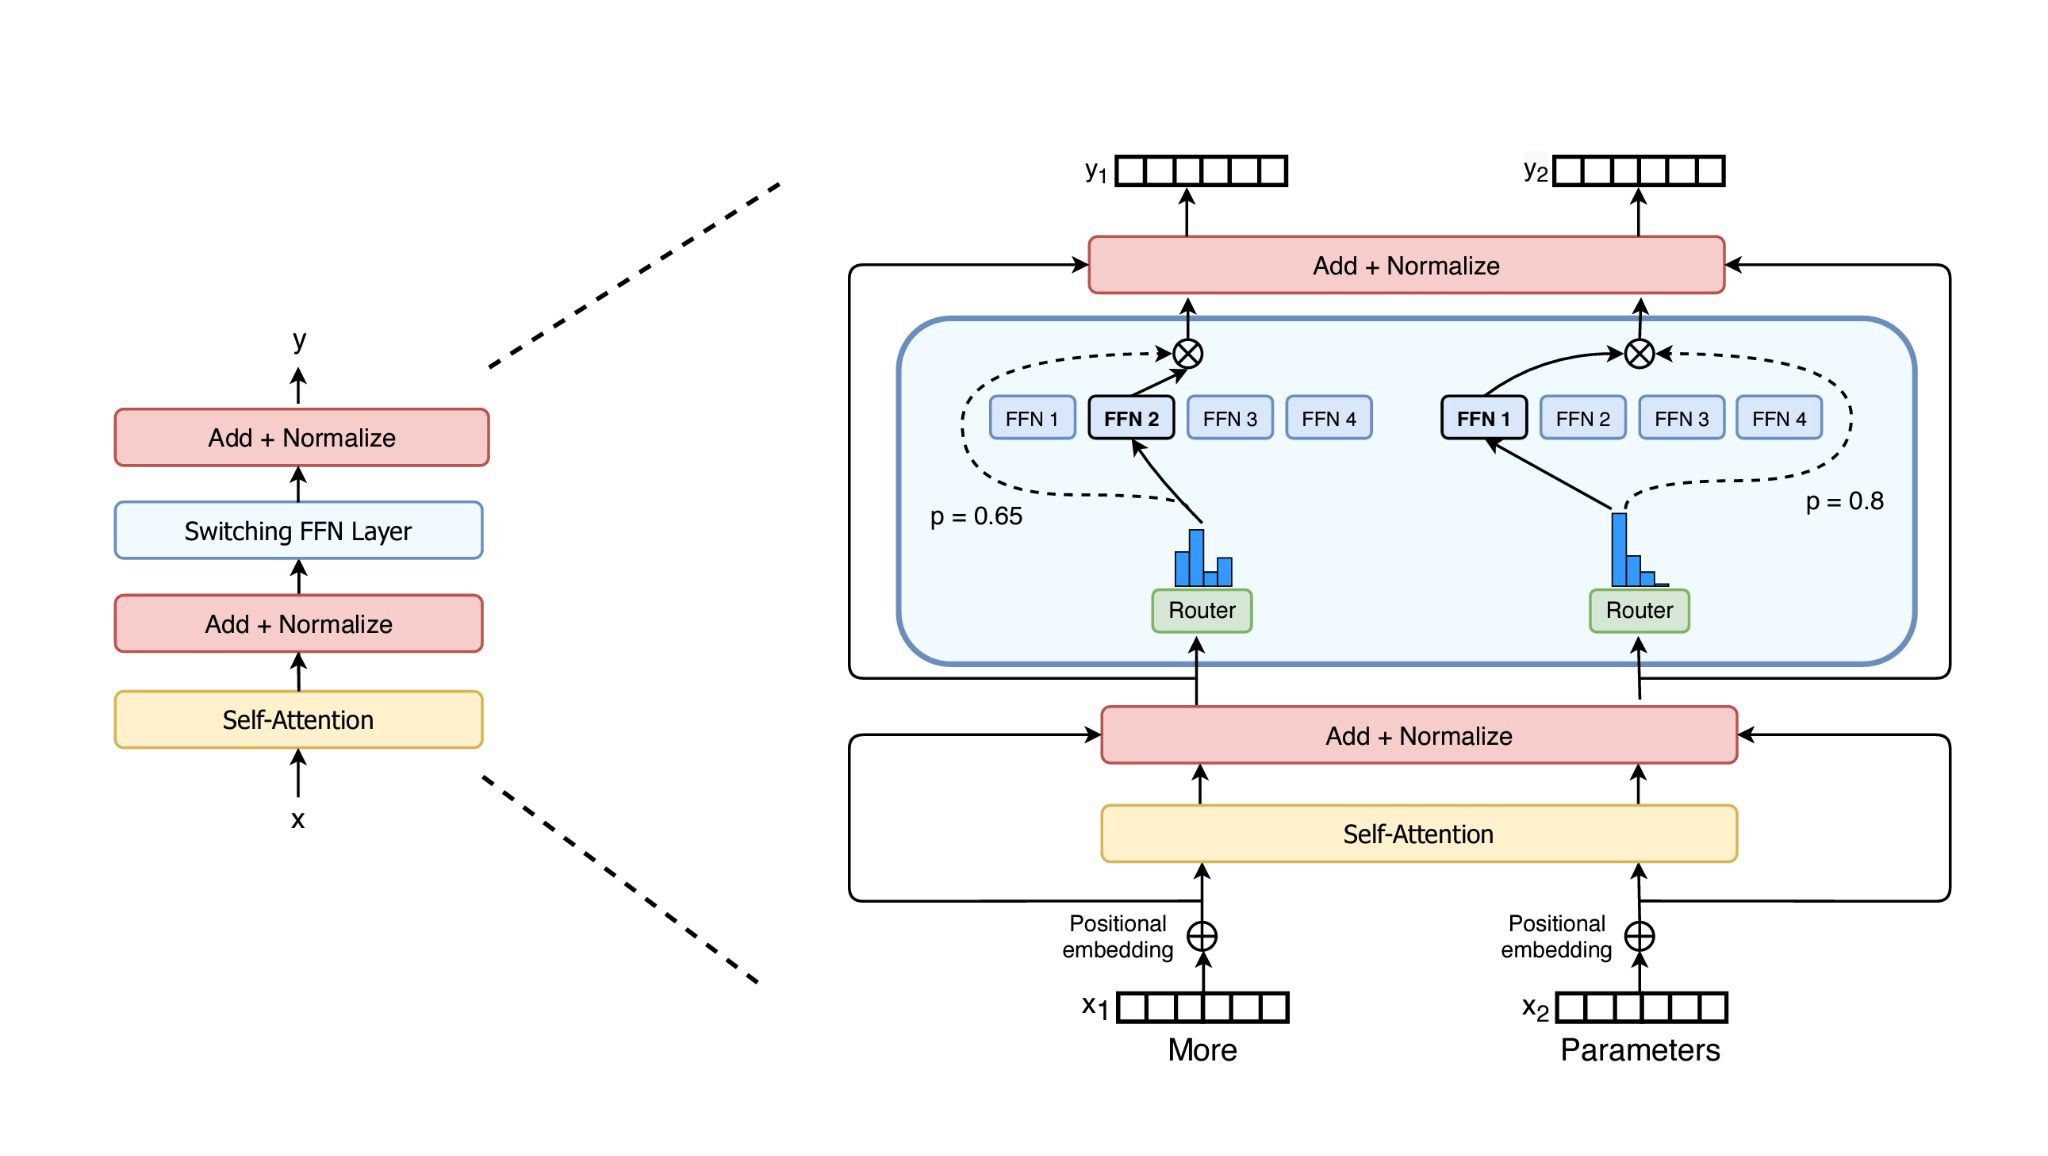 y
Add + Normalize
Switching FFN Layer
Add + Normalize
Self-Attention
x
y1
y2
Add + Normalize
FFN 1 FFN 2 FFN 3 FFN 4
FFN 1 FFN 2 FFN 3 FFN 4
p = 0.65
p = 0.8
Router
Router
Add + Normalize
Self-Attention
Positional
embedding
Positional
embedding
x1
x2
More
Parameters